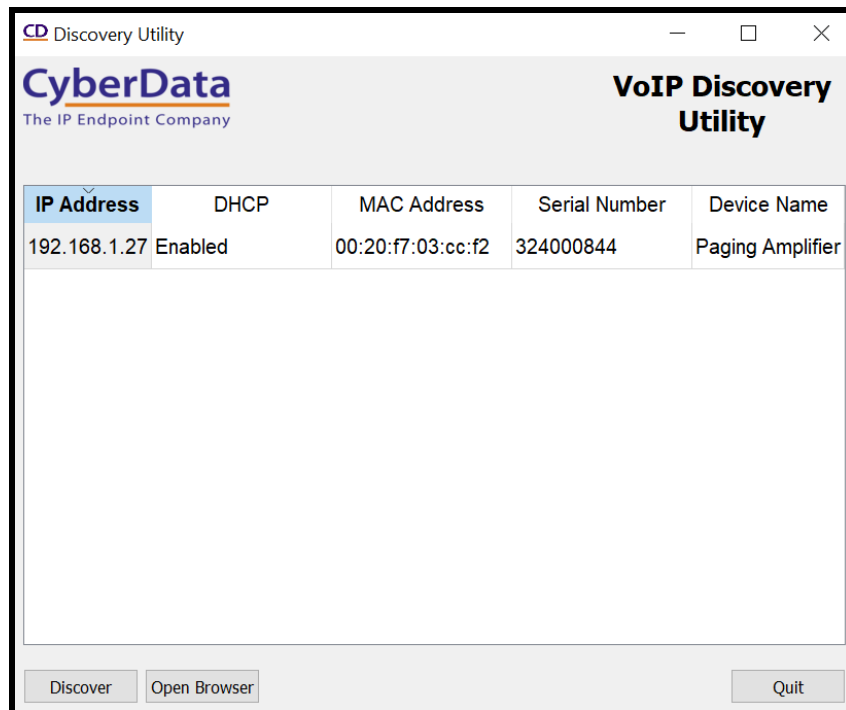 CD Discovery Utility
CyberData
The IP Endpoint Company
VoIP Discovery
Utility
IP Address DHCP MAC Address Serial Number Device Name
192.168.1.27 Enabled 00:20:f7:03:cc:f2 324000844 Paging Amplifier
Discover Open Browser Quit